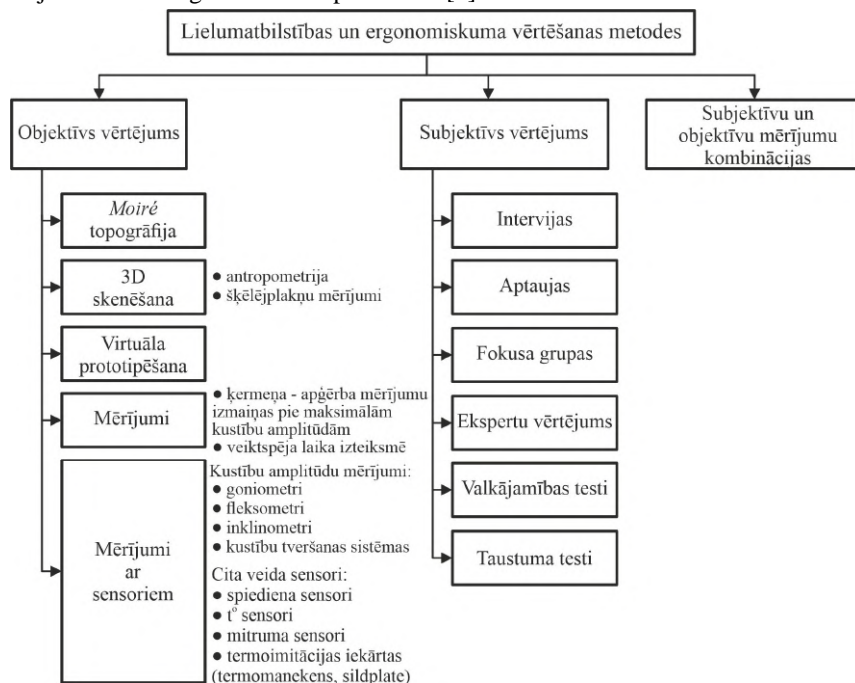 Lielumatbilstības un ergonomiskuma vērtēšanas metodes
Objektīvs vērtējums
Moiré
topogrāfija
3D
skenēšana
● antropometrija
● šķēlējplakņu mērījumi
Virtuāla
prototipēšana
Mērījumi
● ķermeņa - apģērba mērījumu
izmaiņas pie maksimālām
kustību amplitūdām
● veiktspēja laika izteiksmē
Mērījumi
ar
sensoriem
Kustību amplitūdu mērījumi:
● goniometri
● fleksometri
● inklinometri
● kustību tveršanas sistēmas
Cita veida sensori:
● spiediena sensori
● t° sensori
● mitruma sensori
● termoimitācijas iekārtas
(termomanekens, sildplate)
Subjektīvs vērtējums
Intervijas
Aptaujas
Fokusa grupas
Ekspertu vērtējums
Valkājamības testi
Taustuma testi
Subjektīvu un
objektīvu mērījumu
kombinācijas